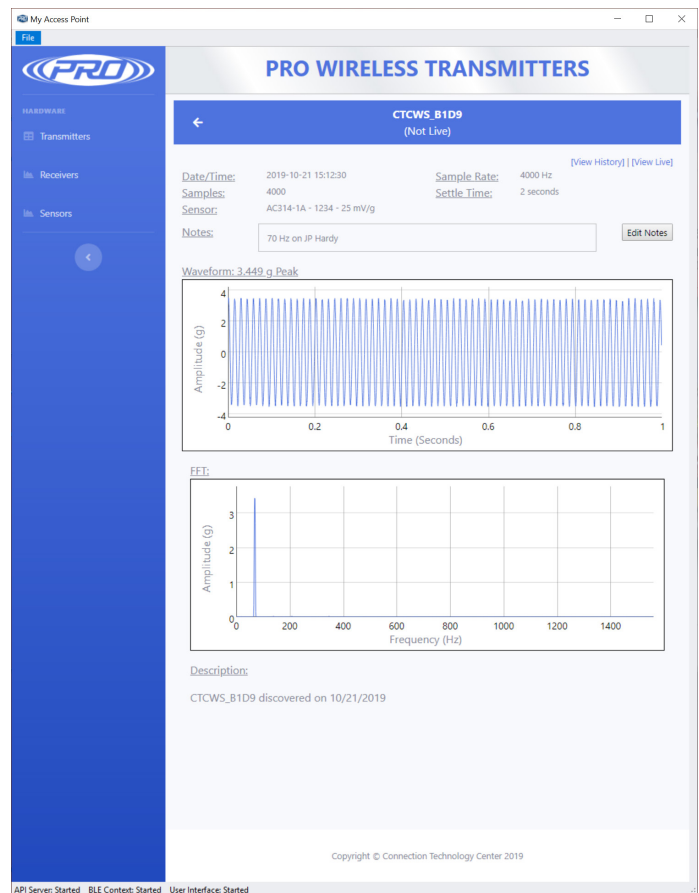 My Access Point
File
PRO
PRO WIRELESS TRANSMITTERS
HARDWARE
Transmitters
Receivers
Sensors
CTCWS_B1D9
(Not Live)
[View History] | [View Live]
Date/Time: 2019-10-21 15:12:30 Sample Rate: 4000 Hz
Samples: 4000 Settle Time: 2 seconds
Sensor: AC314-1A - 1234 - 25 mV/g
Notes: 70 Hz on JP Hardy Edit Notes
Waveform: 3.449 g Peak
4
2
0
-2
-4
Amplitude (g)
0 0.2 0.4 0.6 0.8 1
Time (Seconds)
FFT:
3
2
1
0
Amplitude (g)
0 200 400 600 800 1000 1200 1400
Frequency (Hz)
Description:
CTCWS_B1D9 discovered on 10/21/2019
Copyright © Connection Technology Center 2019
API Server: Started BLE Context: Started User Interface: Started